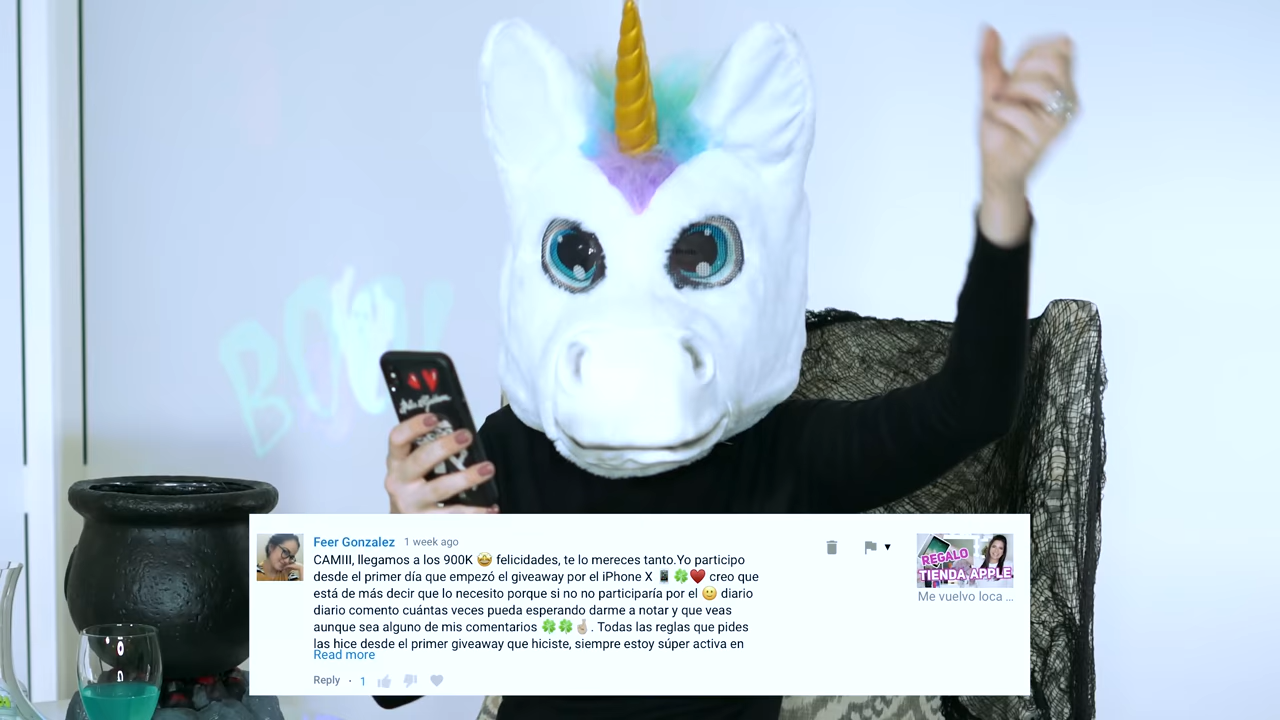 BOO!
Feer Gonzalez 1 week ago
CAMIII, llegamos a los 900K 🤩 felicidades, te lo mereces tanto.Yo participo
desde el primer día que empezó el giveaway por el iPhone X 📱🍀❤️ creo que
está de más decir que lo necesito porque si no no participaría por el 😀 diario
diario comento cuántas veces pueda esperando darme a notar y que veas
aunque sea alguno de mis comentarios 🍀🍀🤞🏼. Todas las reglas que pides
las hice desde el primer giveaway que hiciste, siempre estoy súper activa en
Read more
Reply · 1
REGALO
TIENDA APPLE
Me vuelvo loca ...